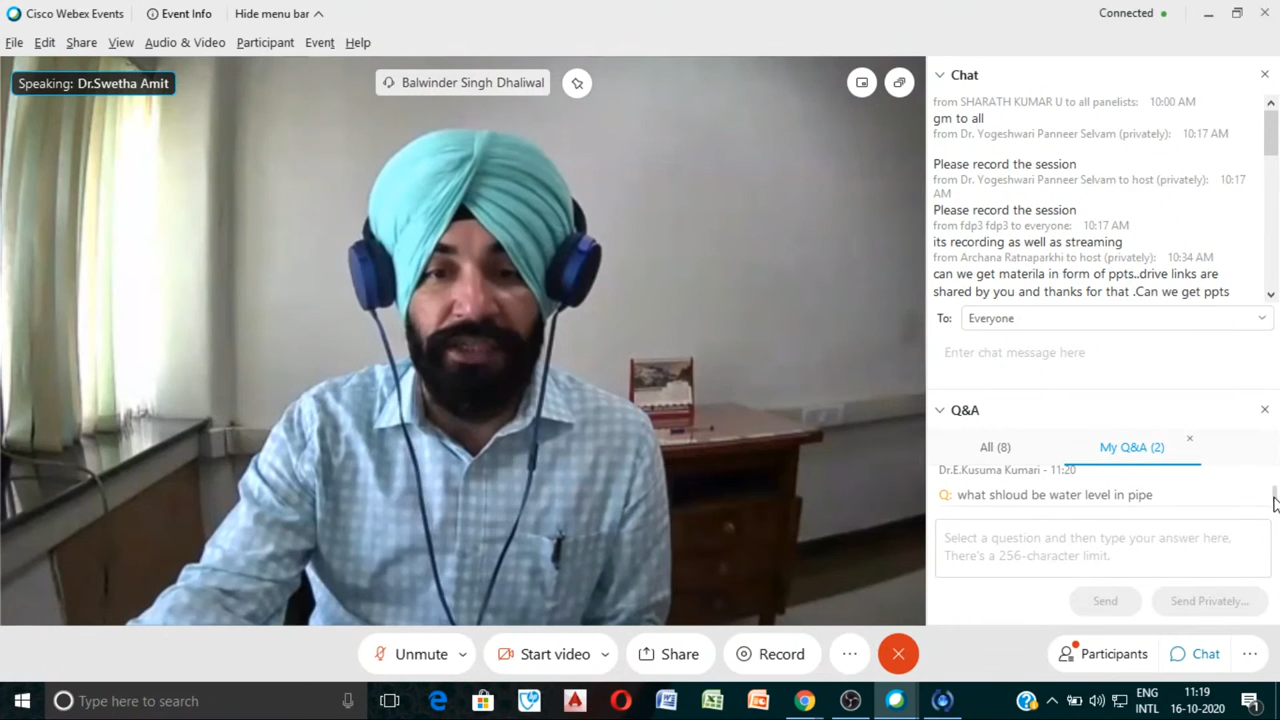 Cisco Webex Events
Event Info
Hide menu bar
Connected
File Edit Share View Audio & Video Participant Event Help
Speaking: Dr.Swetha Amit
Balwinder Singh Dhaliwal
Chat
from SHARATH KUMAR U to all panelists: 10:00 AM
gm to all
from Dr. Yogeshwari Panneer Selvam (privately): 10:17 AM
Please record the session
from Dr. Yogeshwari Panneer Selvam to host (privately): 10:17
AM
Please record the session
from fdp3 fdp3 to everyone: 10:17 AM
its recording as well as streaming
from Archana Ratnaparkhi to host (privately): 10:34 AM
can we get materila in form of ppts..drive links are
shared by you and thanks for that .Can we get ppts
To: Everyone
Enter chat message here
Q&A
All (8)
My Q&A (2)
Dr.E.Kusuma Kumari - 11:20
Q: what shloud be water level in pipe
Select a question and then type your answer here.
There's a 256-character limit.
Send
Send Privately...
Unmute
Start video
Share
Record
Participants
Chat
Type here to search
ENG
INTL
11:19
16-10-2020
1